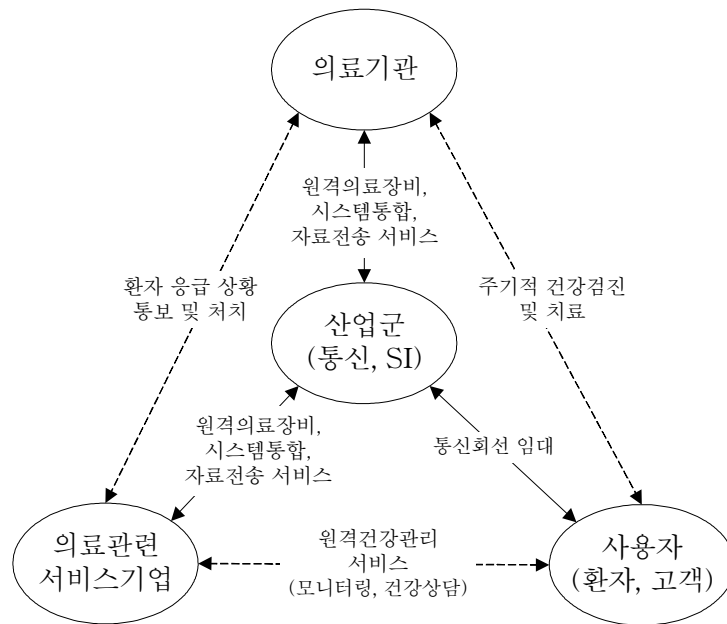 의료기관
원격의료장비,
시스템통합,
자료전송 서비스
환자 응급 상황
통보 및 처치
주기적 건강검진
및 치료
산업군
(통신, SI)
원격의료장비,
시스템통합,
자료전송 서비스
통신회선 임대
의료관련
서비스기업
원격건강관리
서비스
(모니터링, 건강상담)
사용자
(환자, 고객)